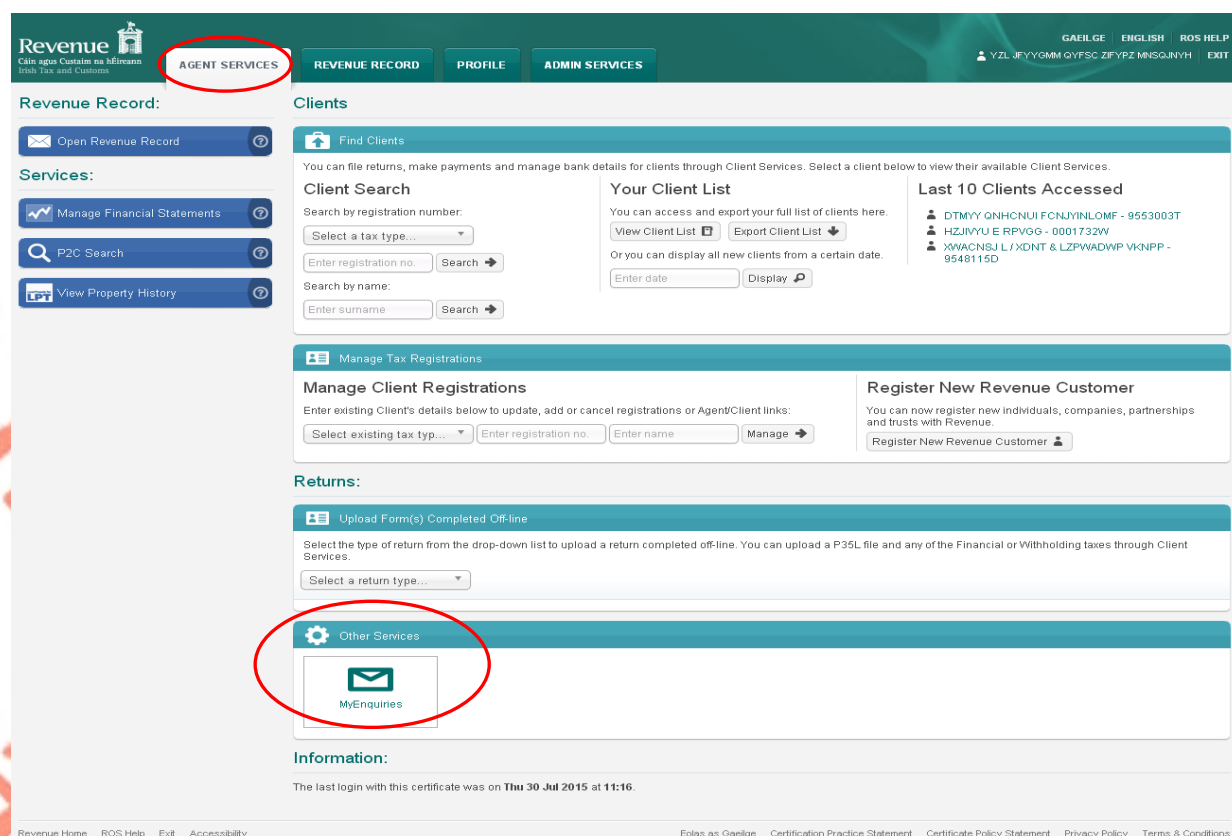 Revenue
Cáin agus Custaim na hÉireann
Irish Tax and Customs
AGENT SERVICES
REVENUE RECORD
PROFILE
ADMIN SERVICES
GAEILGE ENGLISH ROS HELP
YZL JFYYGMM QYFSC ZIFYPZ MNSQJNYH EXIT
Revenue Record:
Open Revenue Record
Services:
Manage Financial Statements
P2C Search
LPT View Property History
Clients
Find Clients
You can file returns, make payments and manage bank details for clients through Client Services. Select a client below to view their available Client Services.
Client Search
Search by registration number:
Select a tax type...
Enter registration no. Search
Search by name:
Enter surname Search
Your Client List
You can access and export your full list of clients here.
View Client List Export Client List
Or you can display all new clients from a certain date.
Enter date Display
Last 10 Clients Accessed
DTMYY QNHCNUI FCNJYINLOMF - 9553003T
HZJIVYU E RPVGG - 0001732W
XWACNSJ L / XDNT & LZPWADWP VKNPP -
9548115D
Manage Tax Registrations
Manage Client Registrations
Enter existing Client's details below to update, add or cancel registrations or Agent/Client links:
Select existing tax typ... Enter registration no. Enter name Manage
Register New Revenue Customer
You can now register new individuals, companies, partnerships
and trusts with Revenue.
Register New Revenue Customer
Returns:
Upload Form(s) Completed Off-line
Select the type of return from the drop-down list to upload a return completed off-line. You can upload a P35L file and any of the Financial or Withholding taxes through Client
Services.
Select a return type...
Other Services
MyEnquiries
Information:
The last login with this certificate was on Thu 30 Jul 2015 at 11:16.
Revenue Home ROS Help Exit Accessibility
Eolas as Gaeilge Certification Practice Statement Certificate Policy Statement Privacy Policy Terms & Conditions